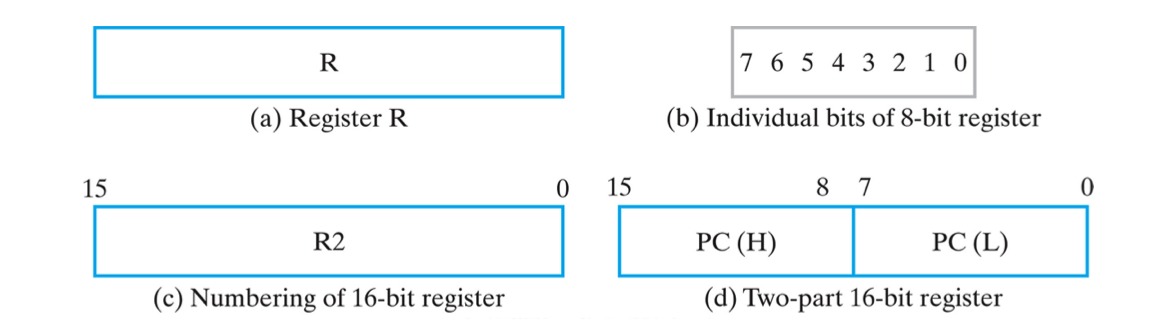 R
(a) Register R
7 6 5 4 3 2 1 0
(b) Individual bits of 8-bit register
15 0
R2
(c) Numbering of 16-bit register
15 8 7 0
PC (H) PC (L)
(d) Two-part 16-bit register